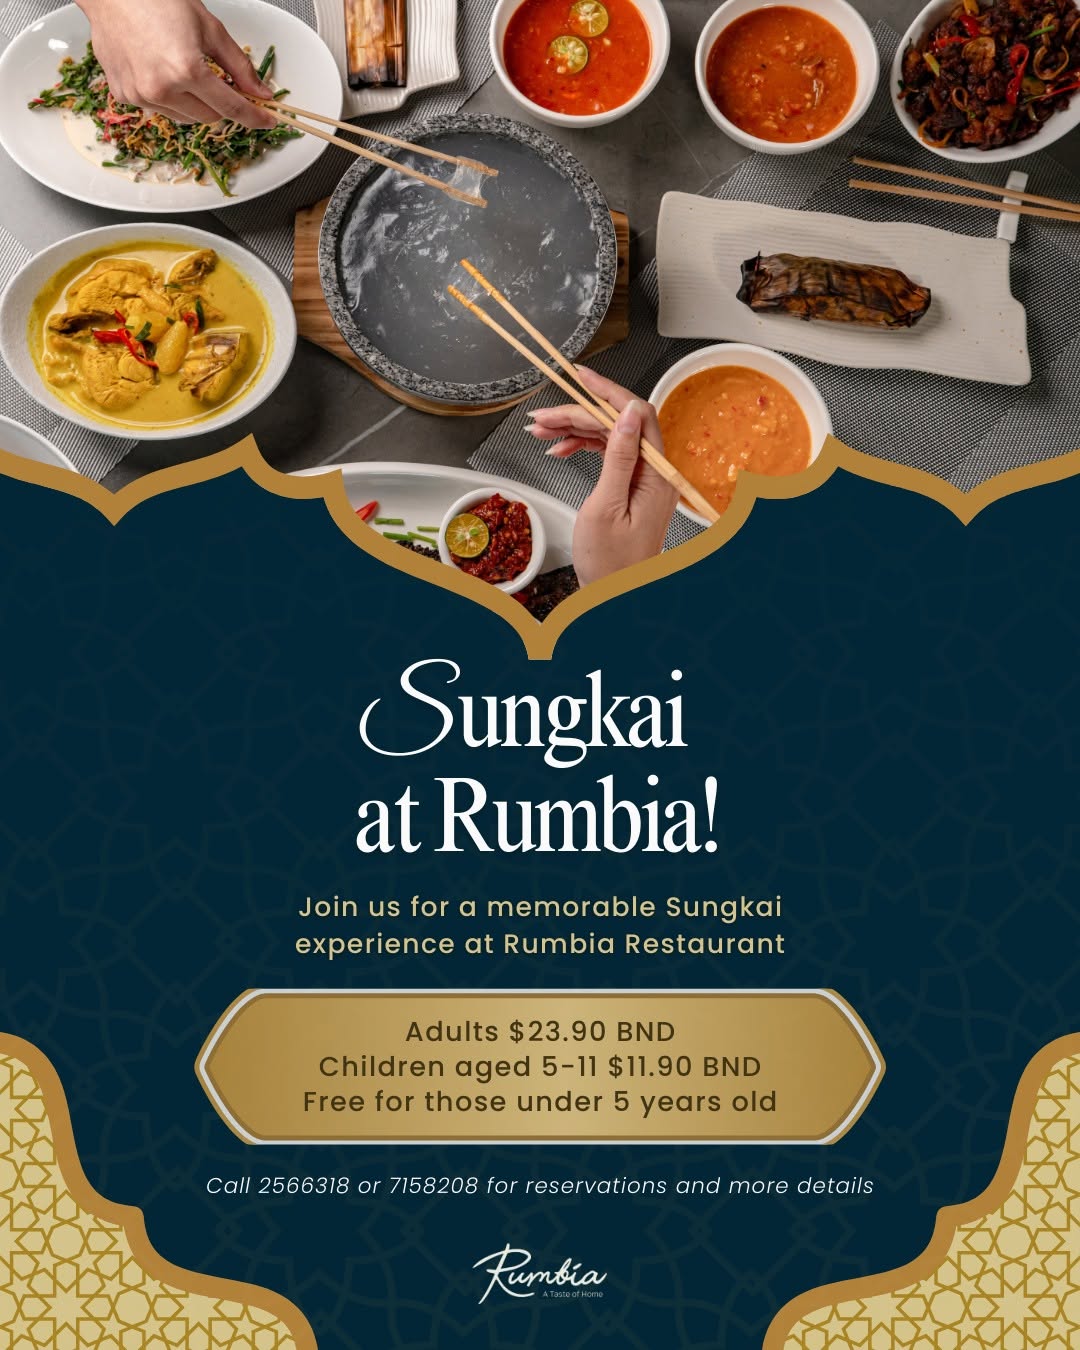 Sungkai
at Rumbia!
Join us for a memorable Sungkai
experience at Rumbia Restaurant
Adults $23.90 BND
Children aged 5-11 $11.90 BND
Free for those under 5 years old
Call 2566318 or 7158208 for reservations and more details
Rumbia
A Taste of Home